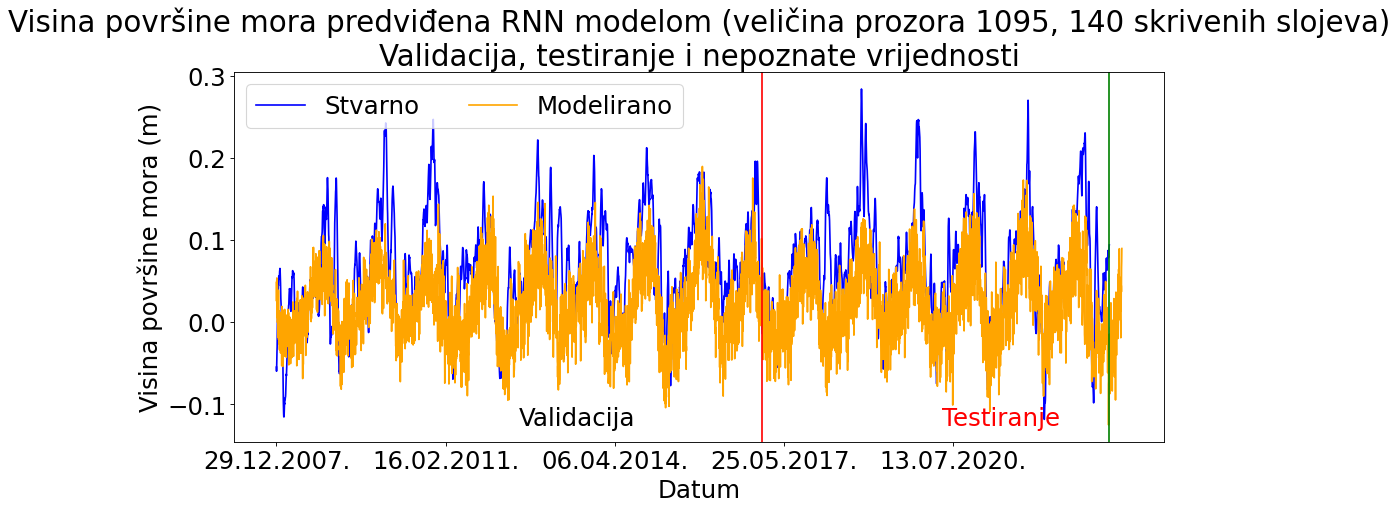 Visina površine mora predviđena RNN modelom (veličina prozora 1095, 140 skrivenih slojeva)
Validacija, testiranje i nepoznate vrijednosti
Stvarno
Modelirano
Visina površine mora (m)
0.3
0.2
0.1
0.0
−0.1
Validacija
Testiranje
29.12.2007.
16.02.2011.
06.04.2014.
25.05.2017.
13.07.2020.
Datum